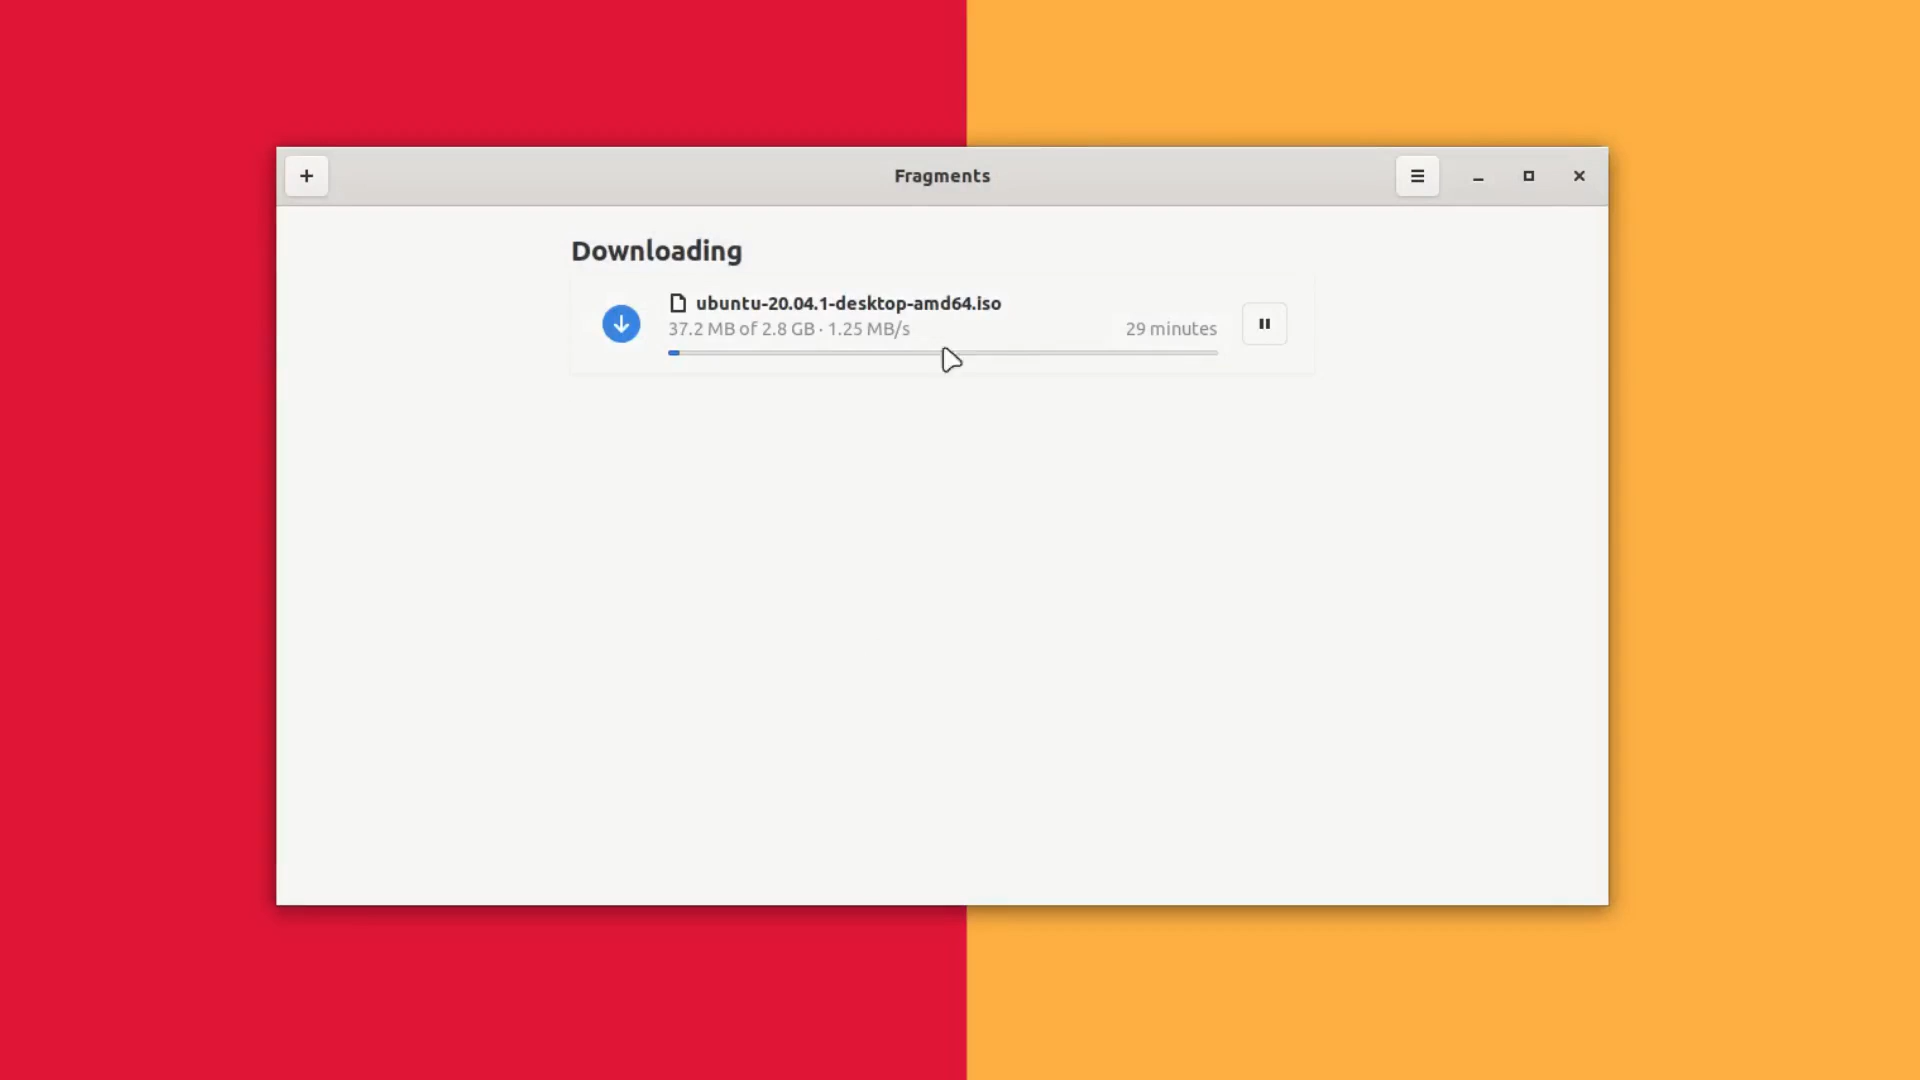 Fragments
Downloading
ubuntu-20.04.1-desktop-amd64.iso
37.2 MB of 2.8 GB · 1.25 MB/s
29 minutes